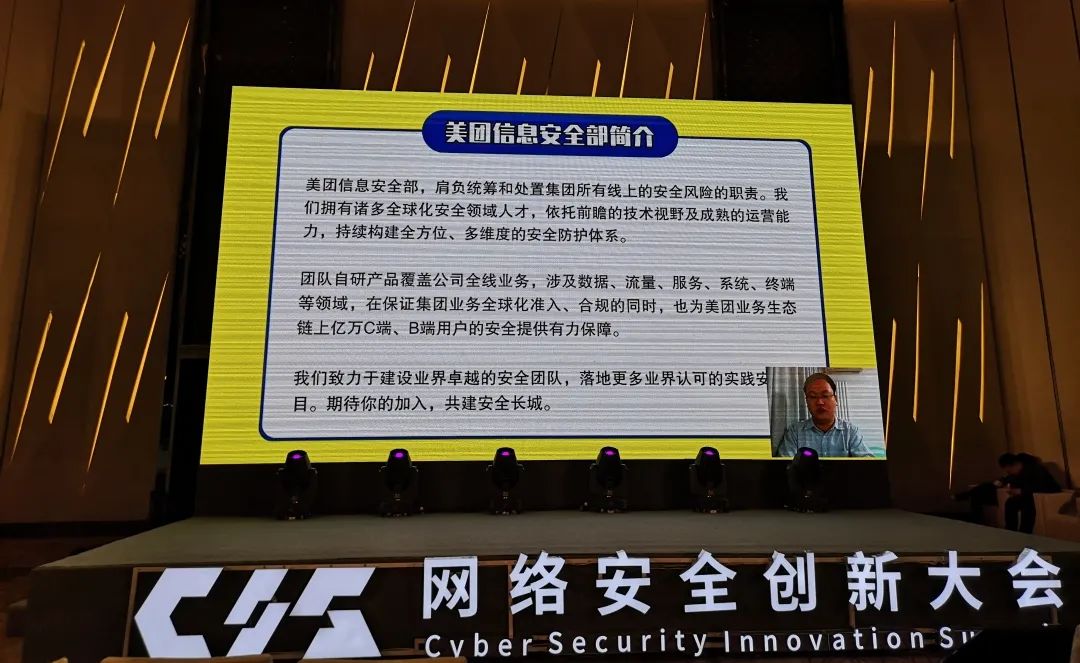 美团信息安全部简介
美团信息安全部，肩负统筹和处置集团所有线上的安全风险的职责。我
们拥有诸多全球化安全领域人才，依托前瞻的技术视野及成熟的运营能
力，持续构建全方位、多维度的安全防护体系。
团队自研产品覆盖公司全线业务，涉及数据、流量、服务、系统、终端
等领域，在保证集团业务全球化准入、合规的同时，也为美团业务生态
链上亿万C端、B端用户的安全提供有力保障。
我们致力于建设业界卓越的安全团队，落地更多业界认可的实践安
目。期待你的加入，共建安全长城。
CIS 网络安全创新大会
Cyber Security Innovation